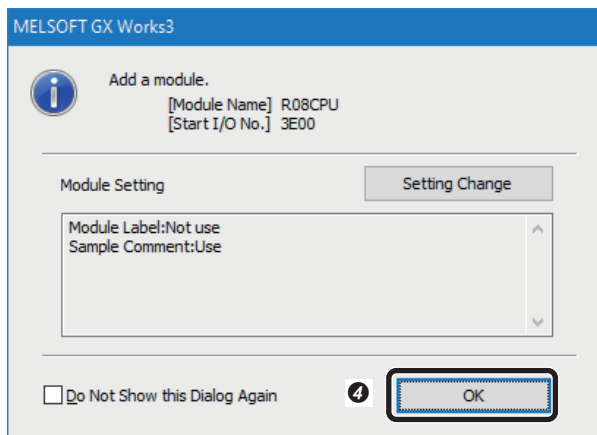 MELSOFT GX Works3
Add a module.
[Module Name] R08CPU
[Start I/O No.] 3E00
Module Setting
Setting Change
Module Label:Not use
Sample Comment:Use
Do Not Show this Dialog Again
4
OK